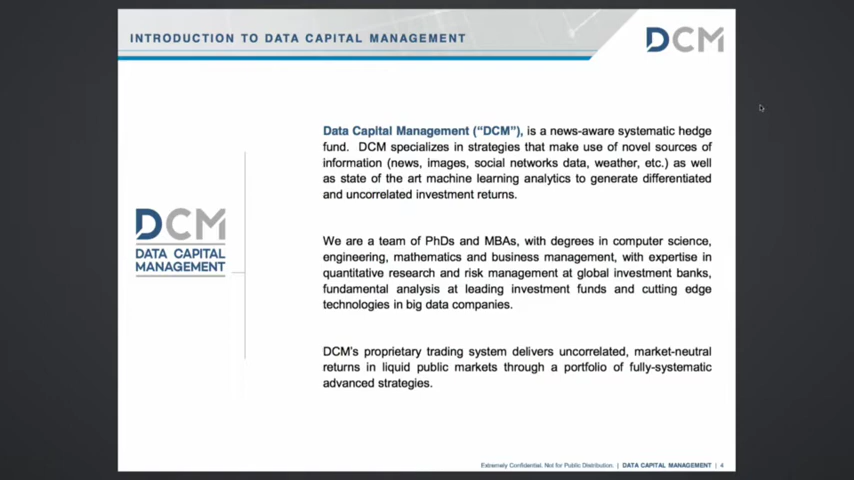 INTRODUCTION TO DATA CAPITAL MANAGEMENT
DCM
Data Capital Management (“DCM”), is a news-aware systematic hedge
fund. DCM specializes in strategies that make use of novel sources of
information (news, images, social networks data, weather, etc.) as well
as state of the art machine learning analytics to generate differentiated
and uncorrelated investment returns.
DCM
DATA CAPITAL
MANAGEMENT
We are a team of PhDs and MBAs, with degrees in computer science,
engineering, mathematics and business management, with expertise in
quantitative research and risk management at global investment banks,
fundamental analysis at leading investment funds and cutting edge
technologies in big data companies.
DCM’s proprietary trading system delivers uncorrelated, market-neutral
returns in liquid public markets through a portfolio of fully-systematic
advanced strategies.
Extremely Confidential. Not for Public Distribution. | DATA CAPITAL MANAGEMENT | 4